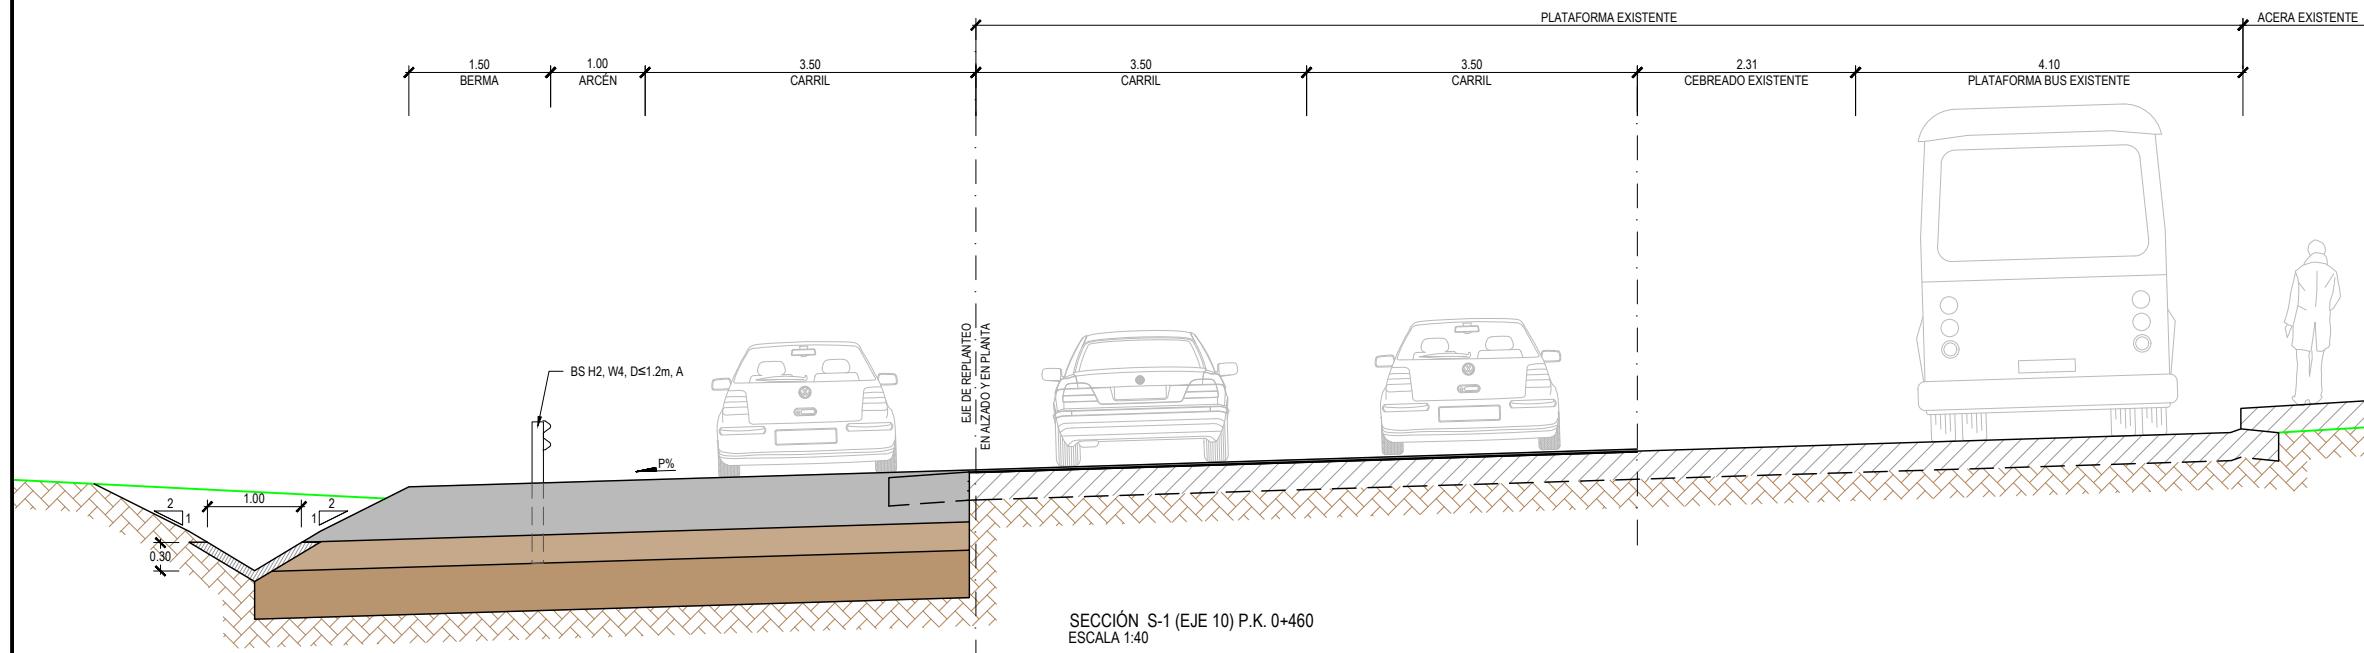 PLATAFORMA EXISTENTE
ACERA EXISTENTE
1.50
1.00
3.50
3.50
3.50
2.31
4.10
BERMA
ARCÉN
CARRIL
CARRIL
CARRIL
CEBREADO EXISTENTE
PLATAFORMA BUS EXISTENTE
EJE DE REPLANTEO
EN ALZADO Y EN PLANTA
BS H2, W4, D≤1.2m, A
P%
2
1
1.00
2
1
0.30
SECCIÓN S-1 (EJE 10) P.K. 0+460
ESCALA 1:40